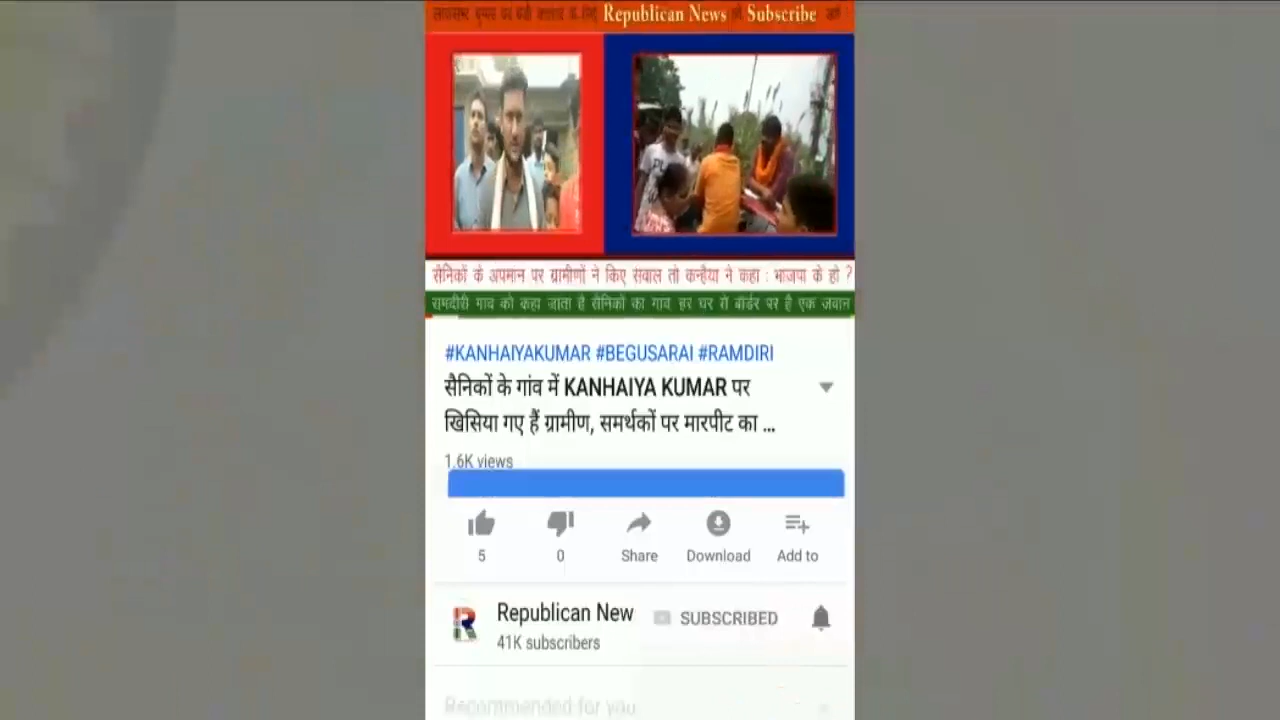 Republican News Subscribe
सैनिकों के अपमान पर ग्रामीणों ने किए सवाल तो कन्हैया ने कहा : भाजपा के हो ?
रामदीरी गाव को कहा जाता है सैनिकों का गाव हर घर से बॉर्डर पर है एक जवान
#KANHAIYAKUMAR #BEGUSARAI #RAMDIRI
सैनिकों के गांव में KANHAIYA KUMAR पर
खिसिया गए हैं ग्रामीण, समर्थकों पर मारपीट का ...
1.6K views
5 0 Share Download Add to
Republican New SUBSCRIBED
41K subscribers
Recommended for you